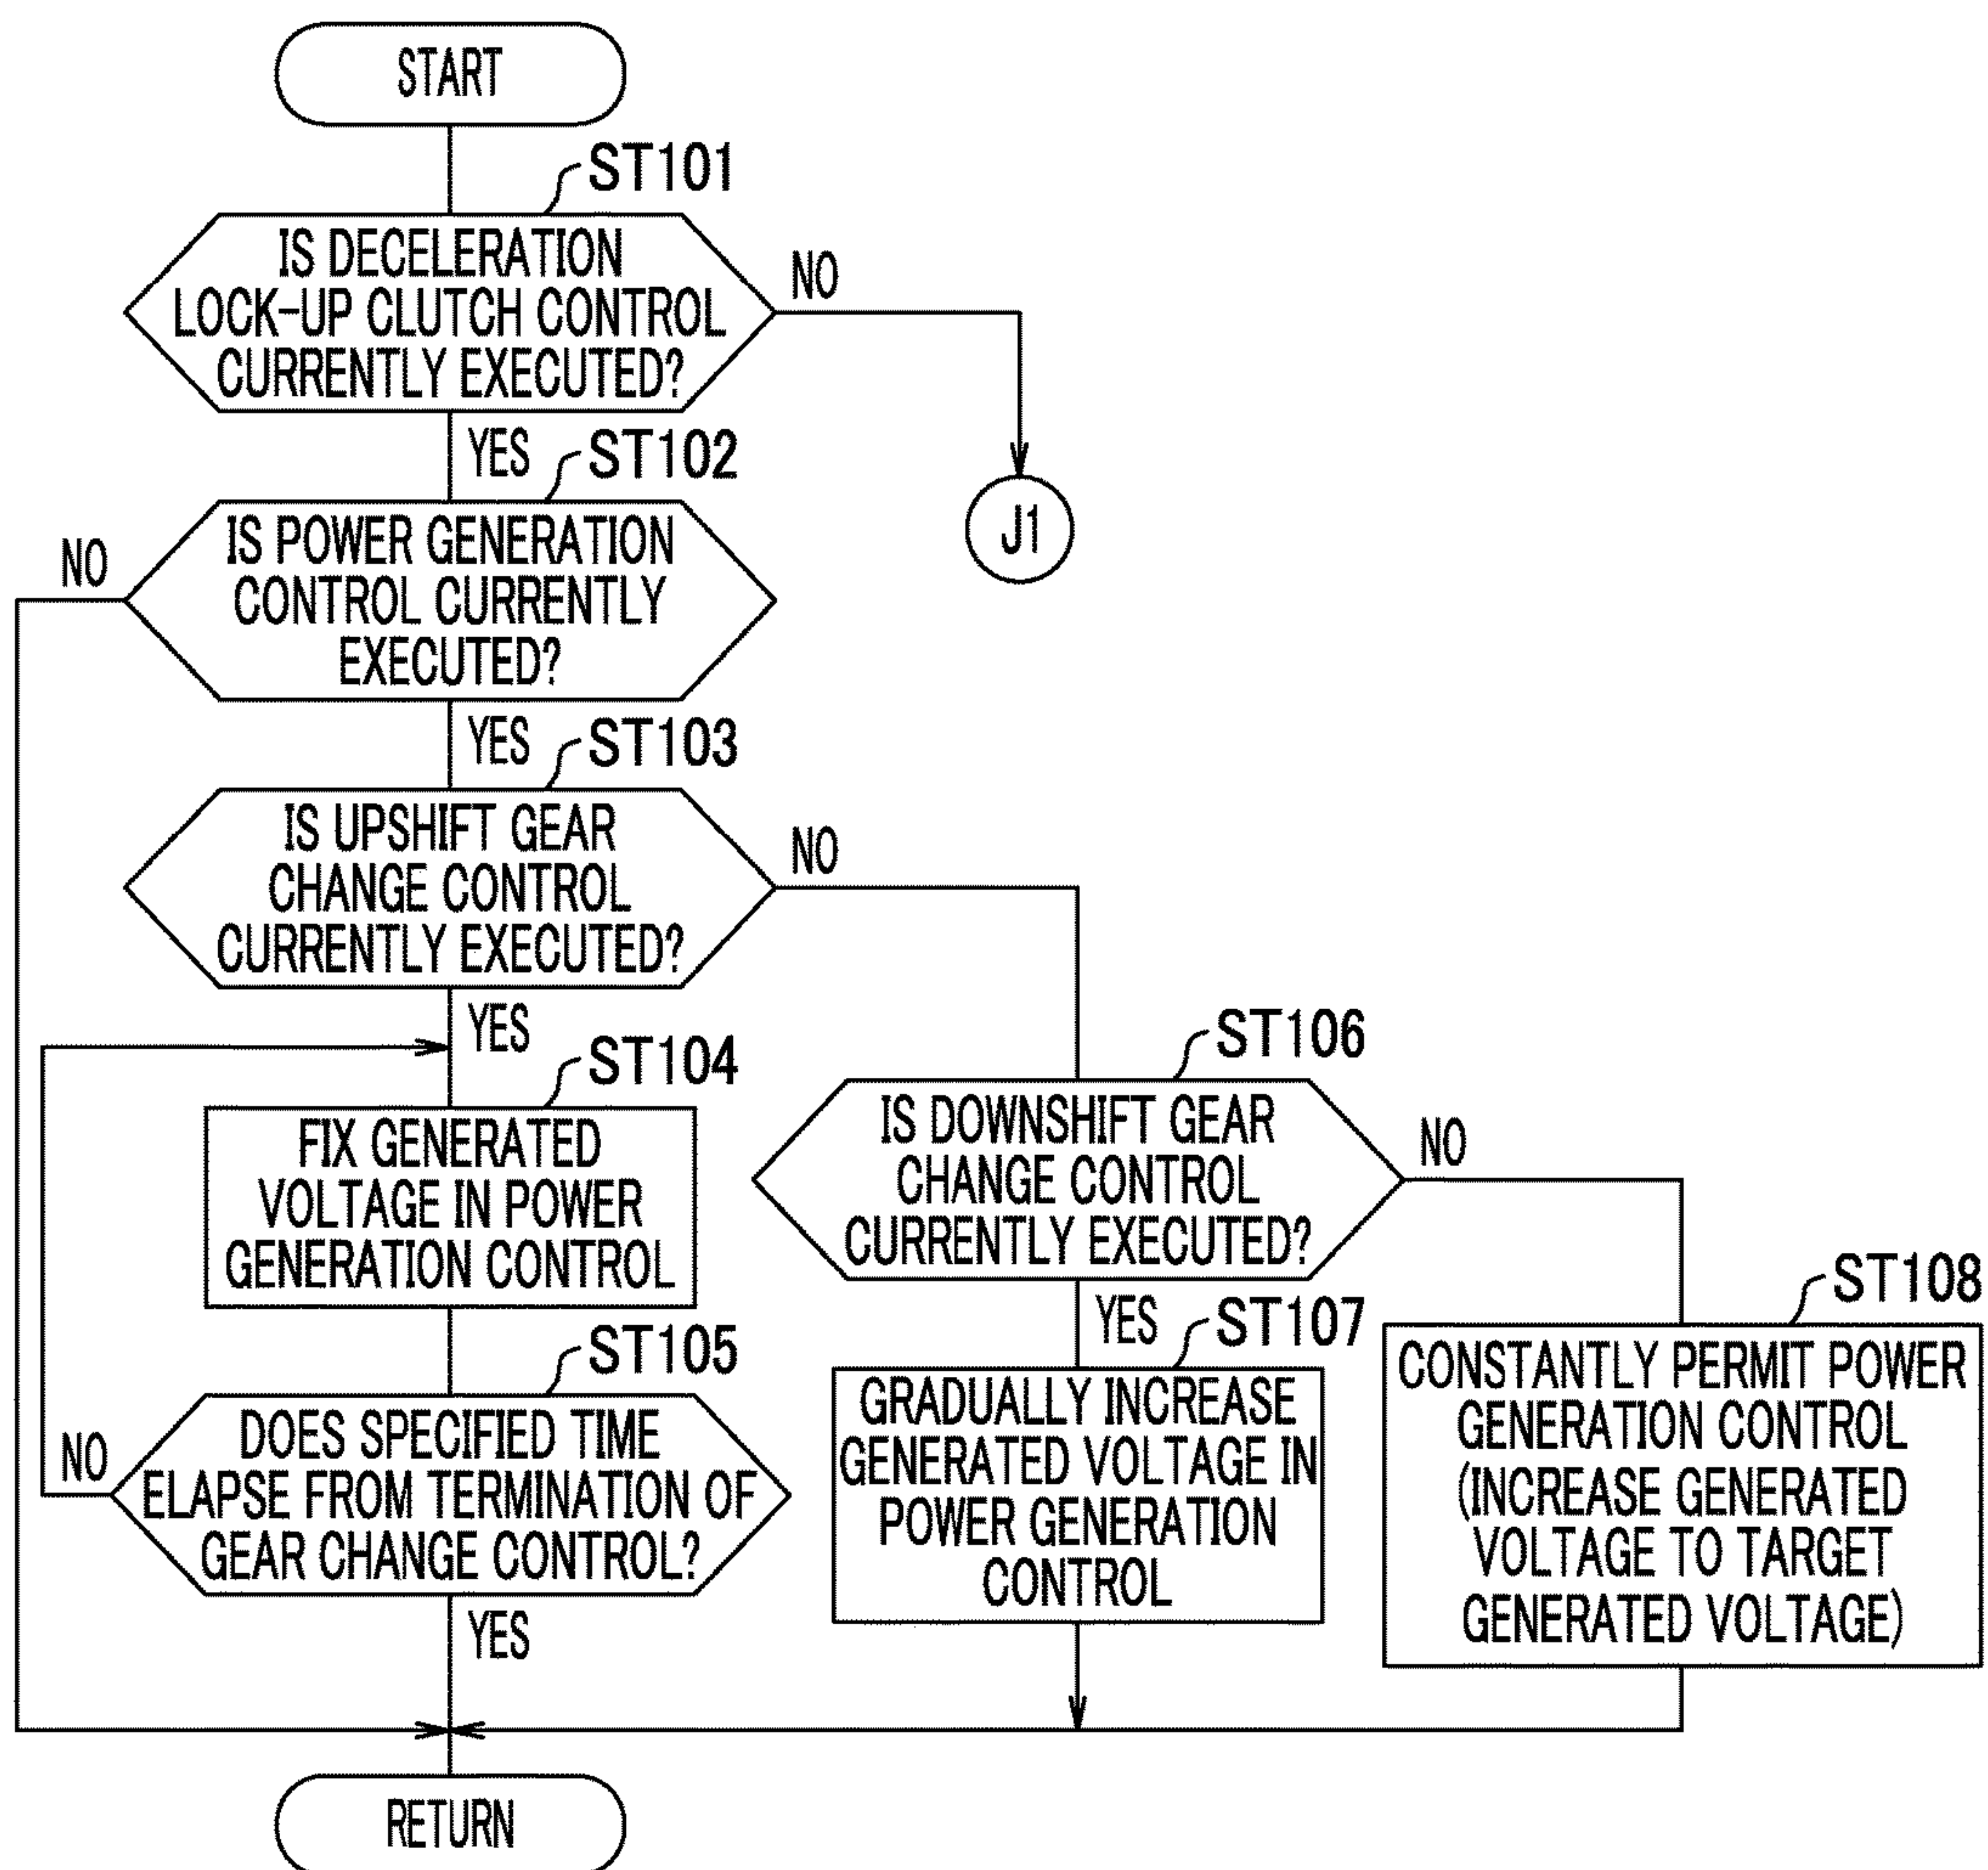 START
ST101
IS DECELERATION
LOCK-UP CLUTCH CONTROL
CURRENTLY EXECUTED?
NO
J1
YES
ST102
IS POWER GENERATION
CONTROL CURRENTLY
EXECUTED?
NO
YES
ST103
IS UPSHIFT GEAR
CHANGE CONTROL
CURRENTLY EXECUTED?
NO
YES
ST104
FIX GENERATED
VOLTAGE IN POWER
GENERATION CONTROL
ST105
DOES SPECIFIED TIME
ELAPSE FROM TERMINATION OF
GEAR CHANGE CONTROL?
NO
YES
ST106
IS DOWNSHIFT GEAR
CHANGE CONTROL
CURRENTLY EXECUTED?
NO
YES
ST107
GRADUALLY INCREASE
GENERATED VOLTAGE IN
POWER GENERATION
CONTROL
ST108
CONSTANTLY PERMIT POWER
GENERATION CONTROL
(INCREASE GENERATED
VOLTAGE TO TARGET
GENERATED VOLTAGE)
RETURN